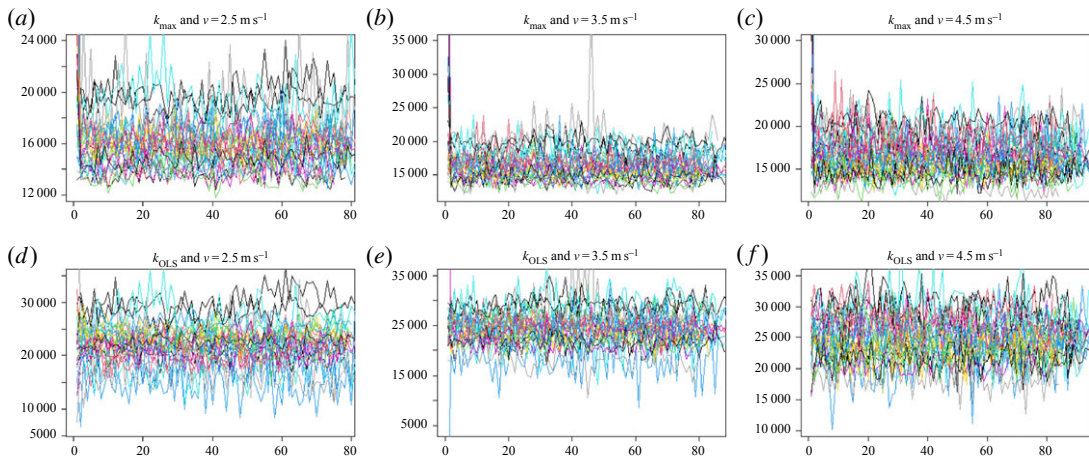 (a) k_max and v = 2.5 m s⁻¹
24 000
20 000
16 000
14 000
12 000
0 20 40 60 80
(b) k_max and v = 3.5 m s⁻¹
35 000
30 000
25 000
20 000
15 000
0 20 40 60 80
(c) k_max and v = 4.5 m s⁻¹
30 000
25 000
20 000
15 000
0 20 40 60 80
(d) k_OLS and v = 2.5 m s⁻¹
30 000
20 000
10 000
5000
0 20 40 60 80
(e) k_OLS and v = 3.5 m s⁻¹
35 000
25 000
15 000
5000
0 20 40 60 80
(f) k_OLS and v = 4.5 m s⁻¹
35 000
30 000
25 000
20 000
15 000
10 000
0 20 40 60 80